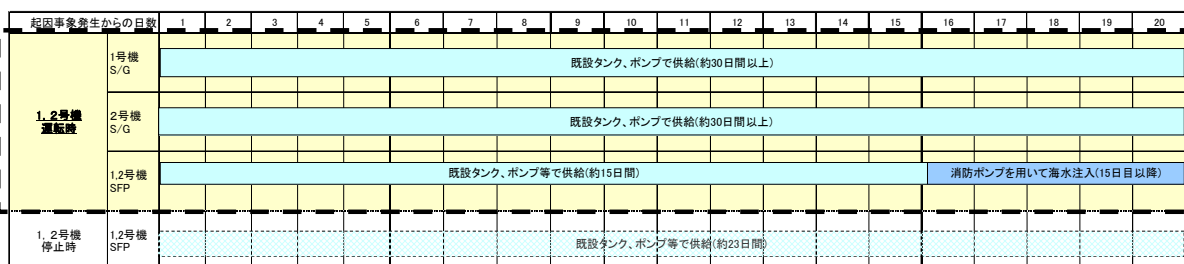 起因事象発生からの日数 1 2 3 4 5 6 7 8 9 10 11 12 13 14 15 16 17 18 19 20
1, 2号機
運転時
1号機
S/G
既設タンク、ポンプで供給(約30日間以上)
2号機
S/G
既設タンク、ポンプで供給(約30日間以上)
1,2号機
SFP
既設タンク、ポンプ等で供給(約15日間)
消防ポンプを用いて海水注入(15日目以降)
1, 2号機
停止時
1,2号機
SFP
既設タンク、ポンプ等で供給(約23日間)